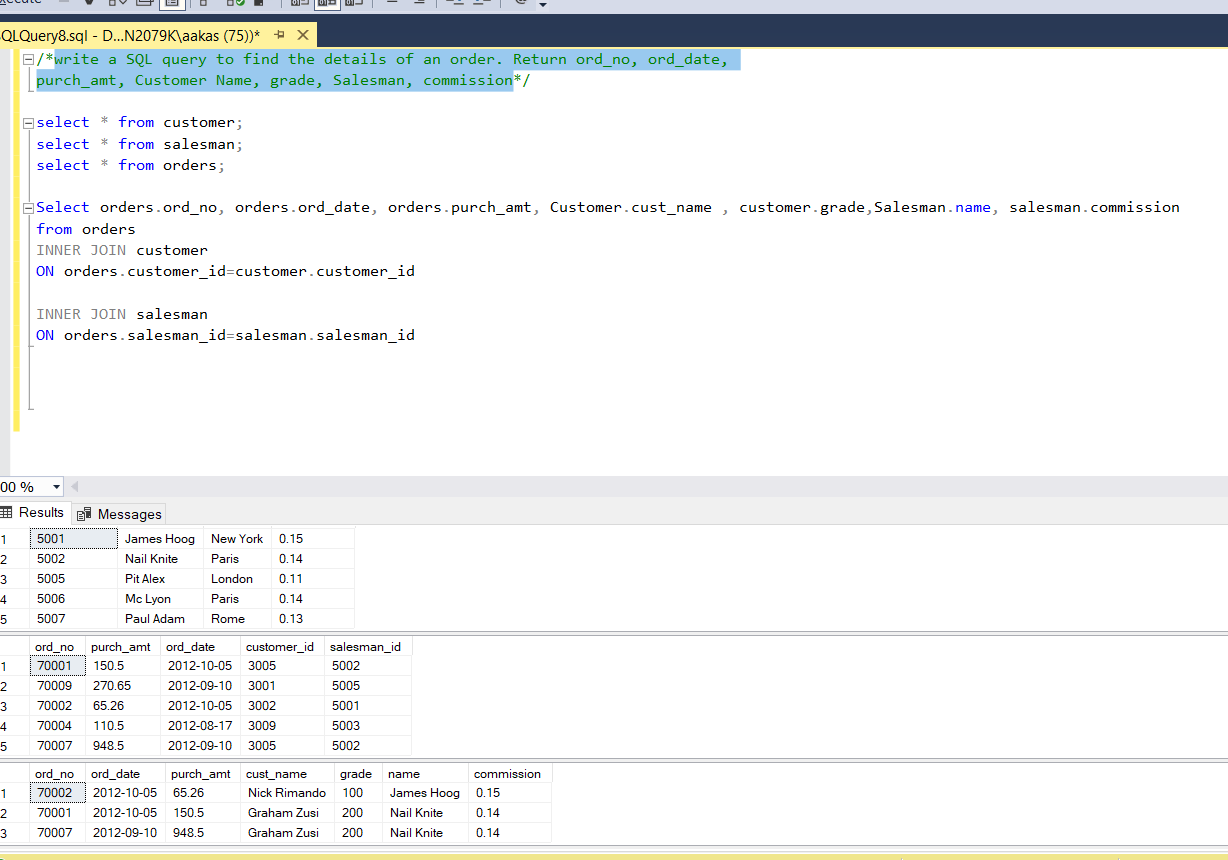 QLQuery8.sql - D...N2079K\aakas (75))*
/*write a SQL query to find the details of an order. Return ord_no, ord_date,
purch_amt, Customer Name, grade, Salesman, commission*/
select * from customer;
select * from salesman;
select * from orders;
Select orders.ord_no, orders.ord_date, orders.purch_amt, Customer.cust_name , customer.grade,Salesman.name, salesman.commission
from orders
INNER JOIN customer
ON orders.customer_id=customer.customer_id
INNER JOIN salesman
ON orders.salesman_id=salesman.salesman_id
00 %
Results Messages
1 5001 James Hoog New York 0.15
2 5002 Nail Knite Paris 0.14
3 5005 Pit Alex London 0.11
4 5006 Mc Lyon Paris 0.14
5 5007 Paul Adam Rome 0.13
ord_no purch_amt ord_date customer_id salesman_id
1 70001 150.5 2012-10-05 3005 5002
2 70009 270.65 2012-09-10 3001 5005
3 70002 65.26 2012-10-05 3002 5001
4 70004 110.5 2012-08-17 3009 5003
5 70007 948.5 2012-09-10 3005 5002
ord_no ord_date purch_amt cust_name grade name commission
1 70002 2012-10-05 65.26 Nick Rimando 100 James Hoog 0.15
2 70001 2012-10-05 150.5 Graham Zusi 200 Nail Knite 0.14
3 70007 2012-09-10 948.5 Graham Zusi 200 Nail Knite 0.14